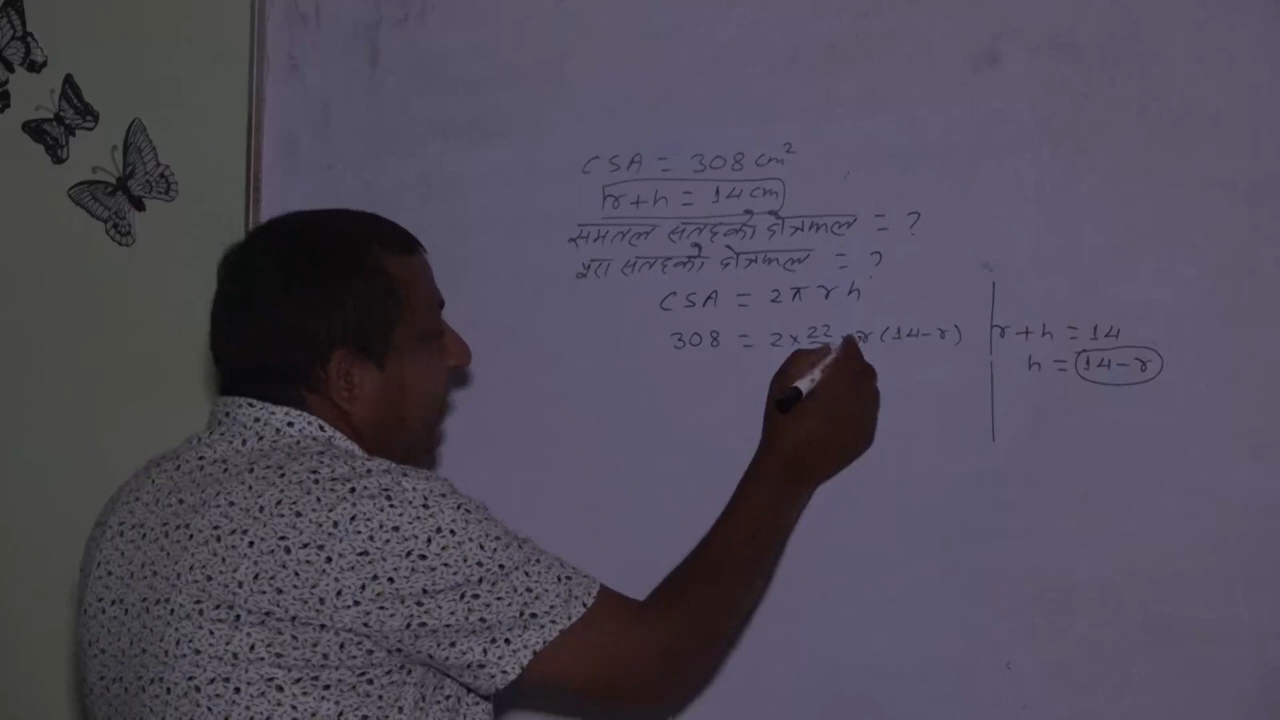 CSA = 308 cm²
r+h = 14 cm
समतल सतहको क्षेत्रफल = ?
पुरा सतहको क्षेत्रफल = ?
CSA = 2πrh
308 = 2 × 22 × r (14-r)
r+h = 14
h = 14-r